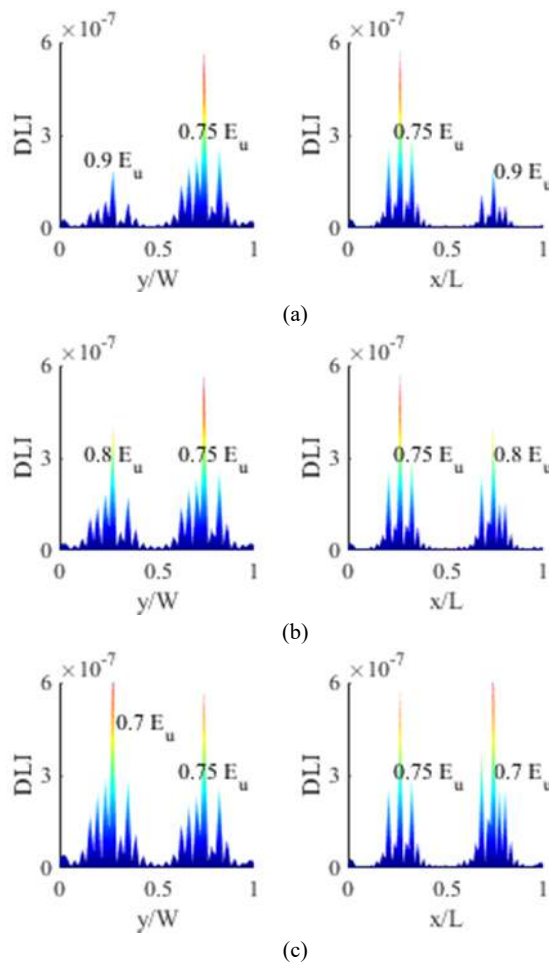 ×10⁻⁷ ×10⁻⁷
6 6
DLI DLI
3 3
0.9 E_u 0.75 E_u 0.75 E_u 0.9 E_u
0 0
0 0.5 1 0 0.5 1
y/W x/L
(a)
×10⁻⁷ ×10⁻⁷
6 6
DLI DLI
3 3
0.8 E_u 0.75 E_u 0.75 E_u 0.8 E_u
0 0
0 0.5 1 0 0.5 1
y/W x/L
(b)
×10⁻⁷ ×10⁻⁷
6 6
0.7 E_u
DLI DLI
3 3
0.75 E_u 0.75 E_u 0.7 E_u
0 0
0 0.5 1 0 0.5 1
y/W x/L
(c)